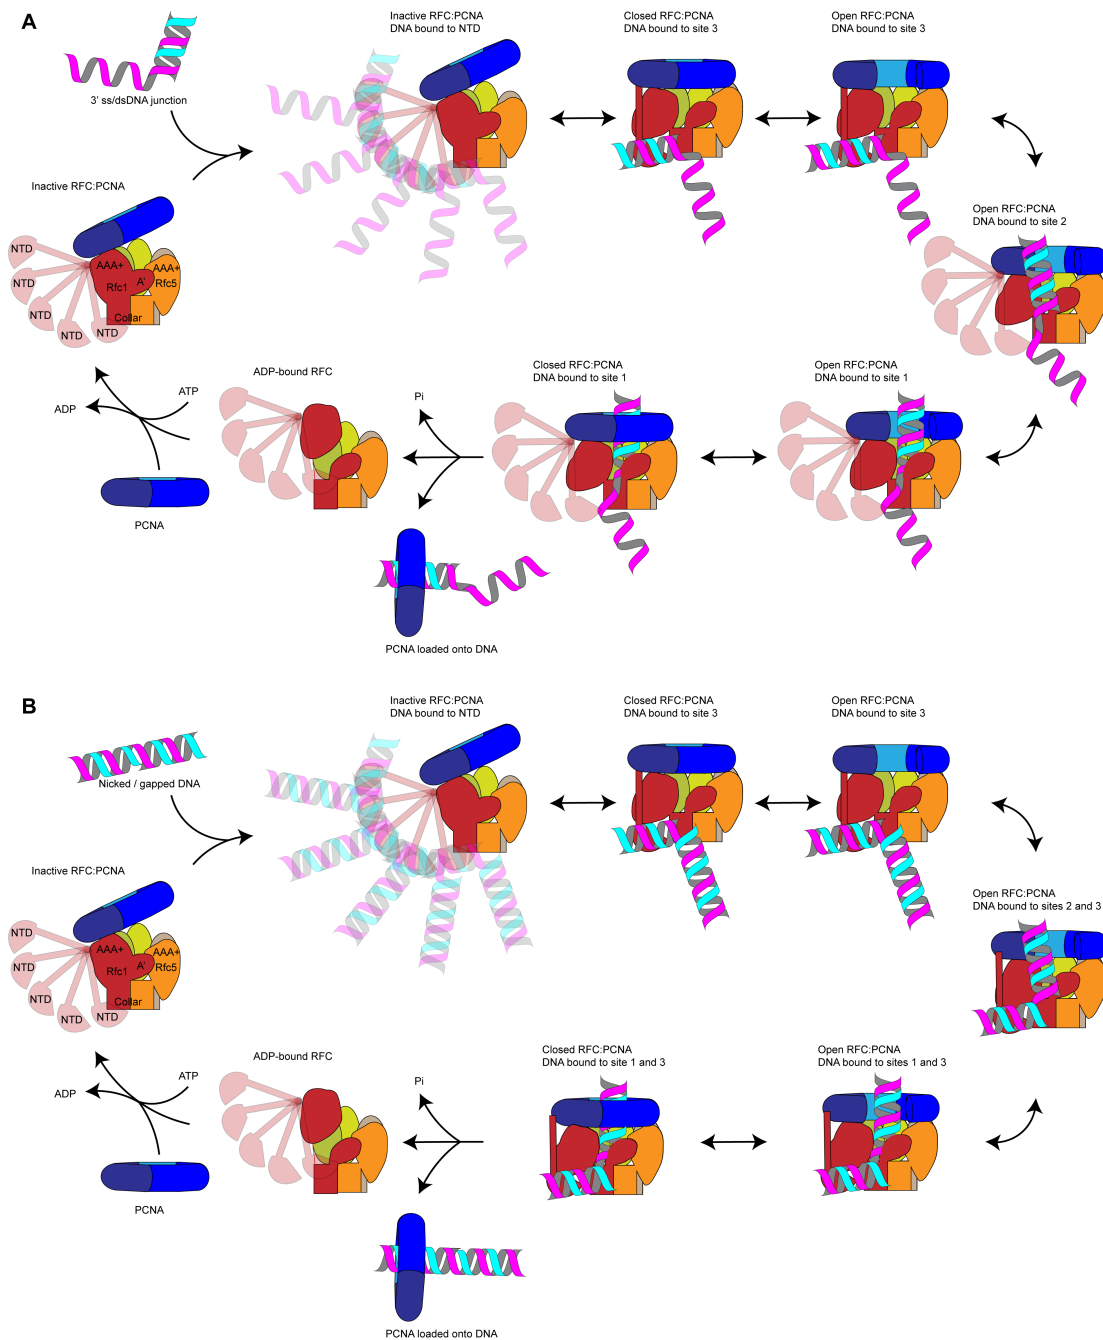 A
Inactive RFC:PCNA
DNA bound to NTD
Closed RFC:PCNA
DNA bound to site 3
Open RFC:PCNA
DNA bound to site 3
3' ss/dsDNA junction
Inactive RFC:PCNA
NTD
NTD
NTD
NTD
NTD
AAA+
Rfc1
A'
AAA+
Rfc5
Collar
Open RFC:PCNA
DNA bound to site 2
ADP-bound RFC
Closed RFC:PCNA
DNA bound to site 1
Open RFC:PCNA
DNA bound to site 1
ATP
ADP
Pi
PCNA
PCNA loaded onto DNA
B
Inactive RFC:PCNA
DNA bound to NTD
Closed RFC:PCNA
DNA bound to site 3
Open RFC:PCNA
DNA bound to site 3
Nicked / gapped DNA
Inactive RFC:PCNA
NTD
NTD
NTD
NTD
NTD
AAA+
Rfc1
A'
AAA+
Rfc5
Collar
Open RFC:PCNA
DNA bound to sites 2 and 3
ADP-bound RFC
Closed RFC:PCNA
DNA bound to site 1 and 3
Open RFC:PCNA
DNA bound to sites 1 and 3
ATP
ADP
Pi
PCNA
PCNA loaded onto DNA